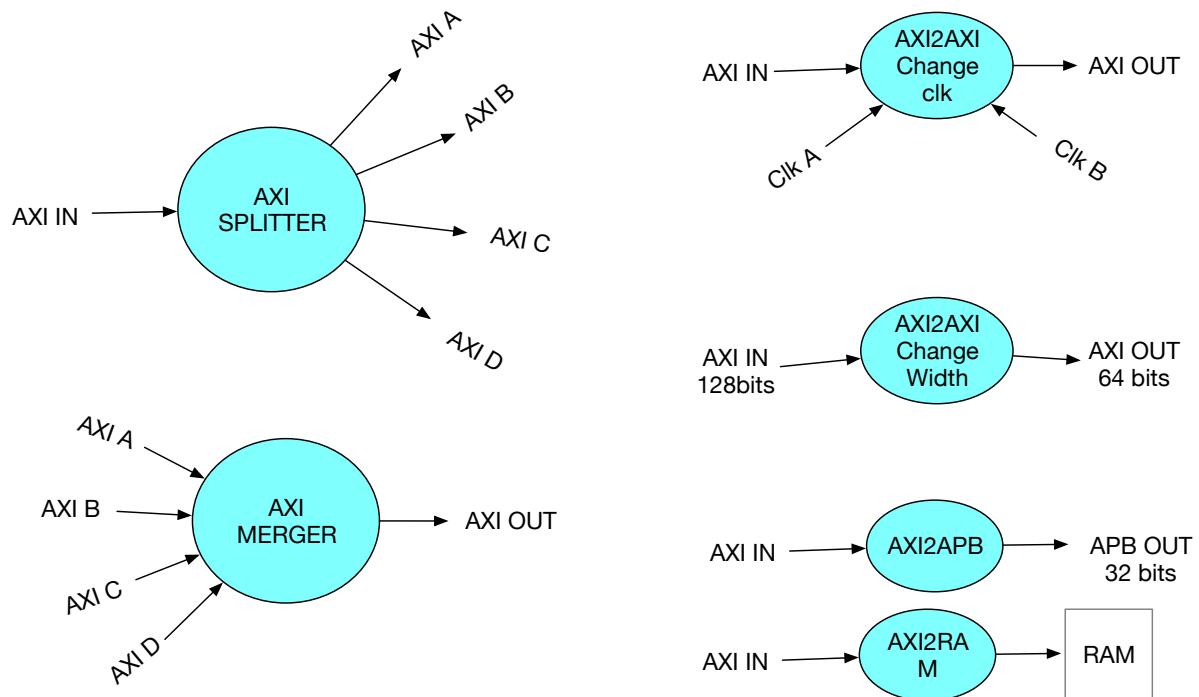 AXI A
AXI B
AXI IN
AXI
SPLITTER
AXI C
AXI D
AXI A
AXI B
AXI
MERGER
AXI OUT
AXI C
AXI D
AXI IN
AXI2AXI
Change
clk
AXI OUT
Clk A
Clk B
AXI IN
128bits
AXI2AXI
Change
Width
AXI OUT
64 bits
AXI IN
AXI2APB
APB OUT
32 bits
AXI IN
AXI2RA
M
RAM